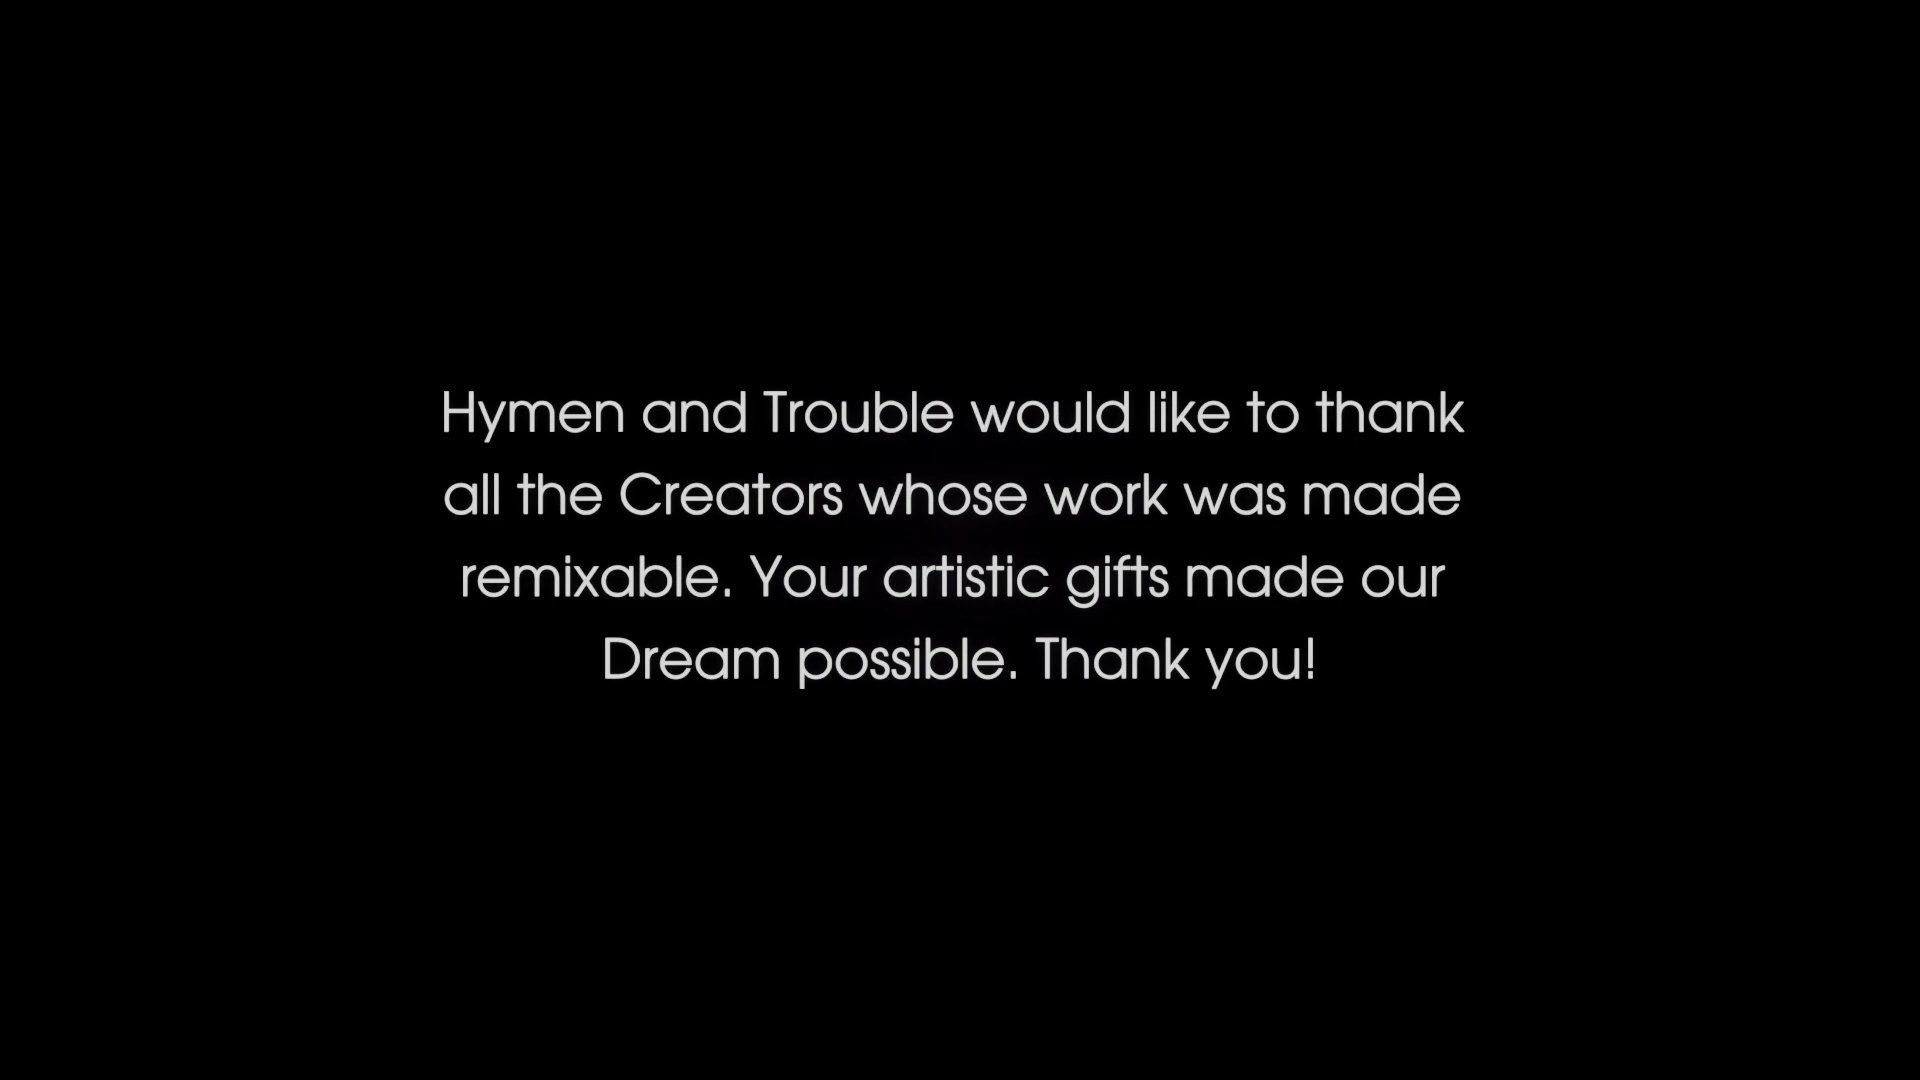 Hymen and Trouble would like to thank
all the Creators whose work was made
remixable. Your artistic gifts made our
Dream possible. Thank you!